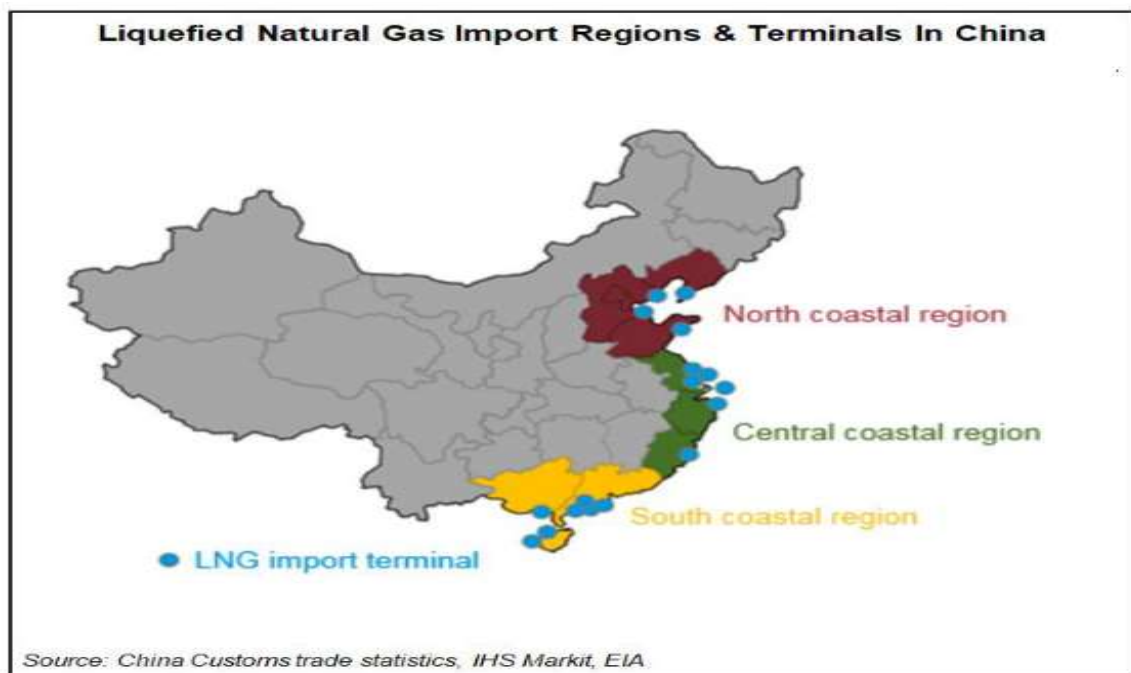 Liquefied Natural Gas Import Regions & Terminals In China
North coastal region
Central coastal region
South coastal region
LNG import terminal
Source: China Customs trade statistics, IHS Markit, EIA